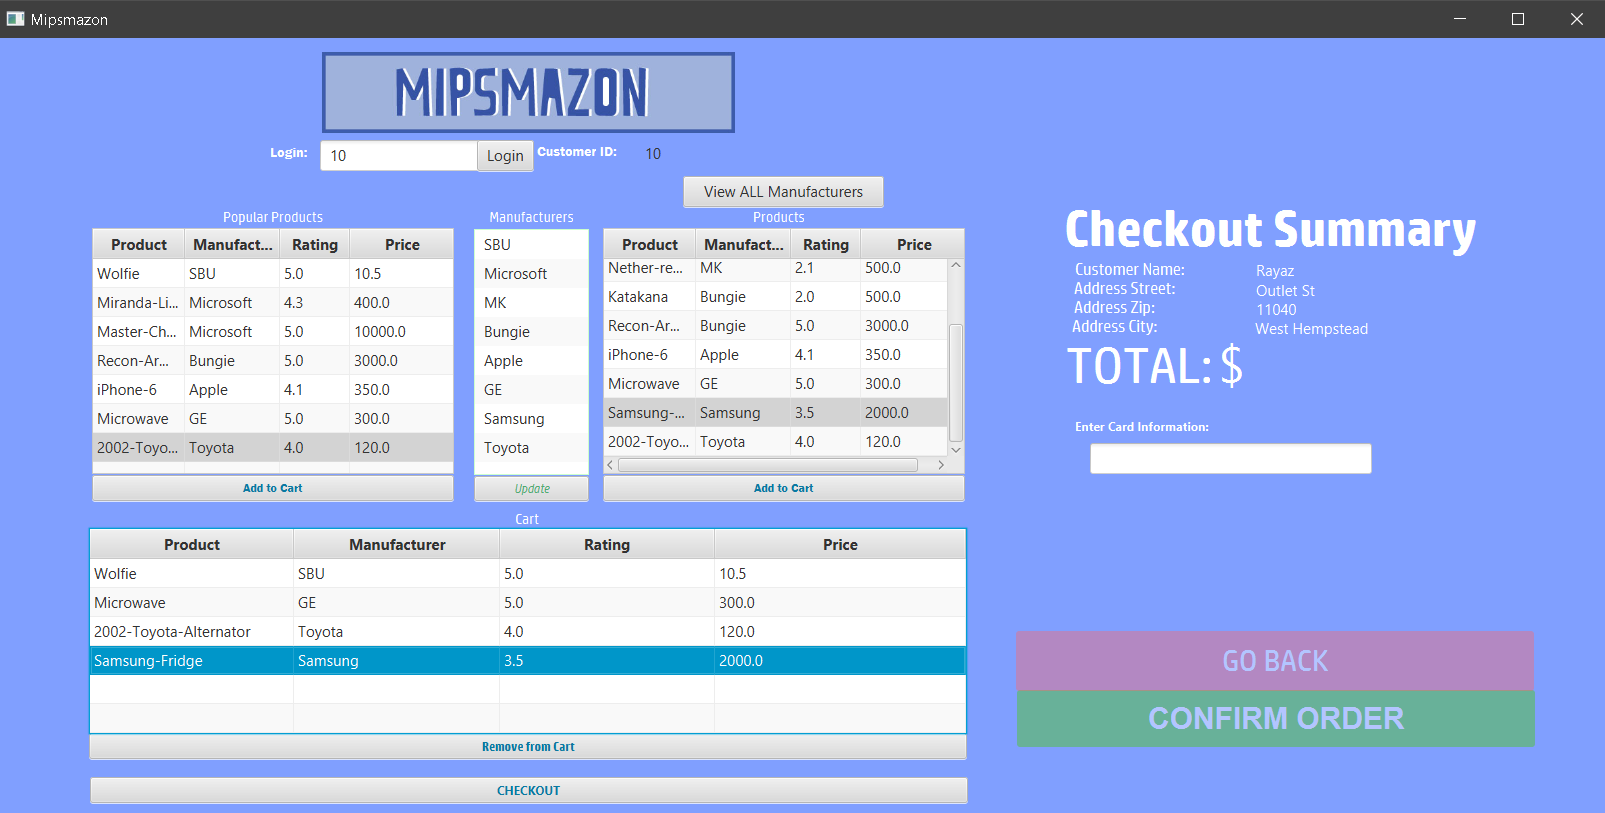 Mipsmazon
MIPSMAZON
Login: 10 Login Customer ID: 10
View ALL Manufacturers
Popular Products
Product Manufact... Rating Price
Wolfie SBU 5.0 10.5
Miranda-Li... Microsoft 4.3 400.0
Master-Ch... Microsoft 5.0 10000.0
Recon-Ar... Bungie 5.0 3000.0
iPhone-6 Apple 4.1 350.0
Microwave GE 5.0 300.0
2002-Toyo... Toyota 4.0 120.0
Add to Cart
Manufacturers
SBU
Microsoft
MK
Bungie
Apple
GE
Samsung
Toyota
Update
Products
Product Manufact... Rating Price
Nether-re... MK 2.1 500.0
Katakana Bungie 2.0 500.0
Recon-Ar... Bungie 5.0 3000.0
iPhone-6 Apple 4.1 350.0
Microwave GE 5.0 300.0
Samsung-... Samsung 3.5 2000.0
2002-Toyo... Toyota 4.0 120.0
Add to Cart
Cart
Product Manufacturer Rating Price
Wolfie SBU 5.0 10.5
Microwave GE 5.0 300.0
2002-Toyota-Alternator Toyota 4.0 120.0
Samsung-Fridge Samsung 3.5 2000.0
Remove from Cart
CHECKOUT
Checkout Summary
Customer Name: Rayaz
Address Street: Outlet St
Address Zip: 11040
Address City: West Hempstead
TOTAL: $
Enter Card Information:
GO BACK
CONFIRM ORDER